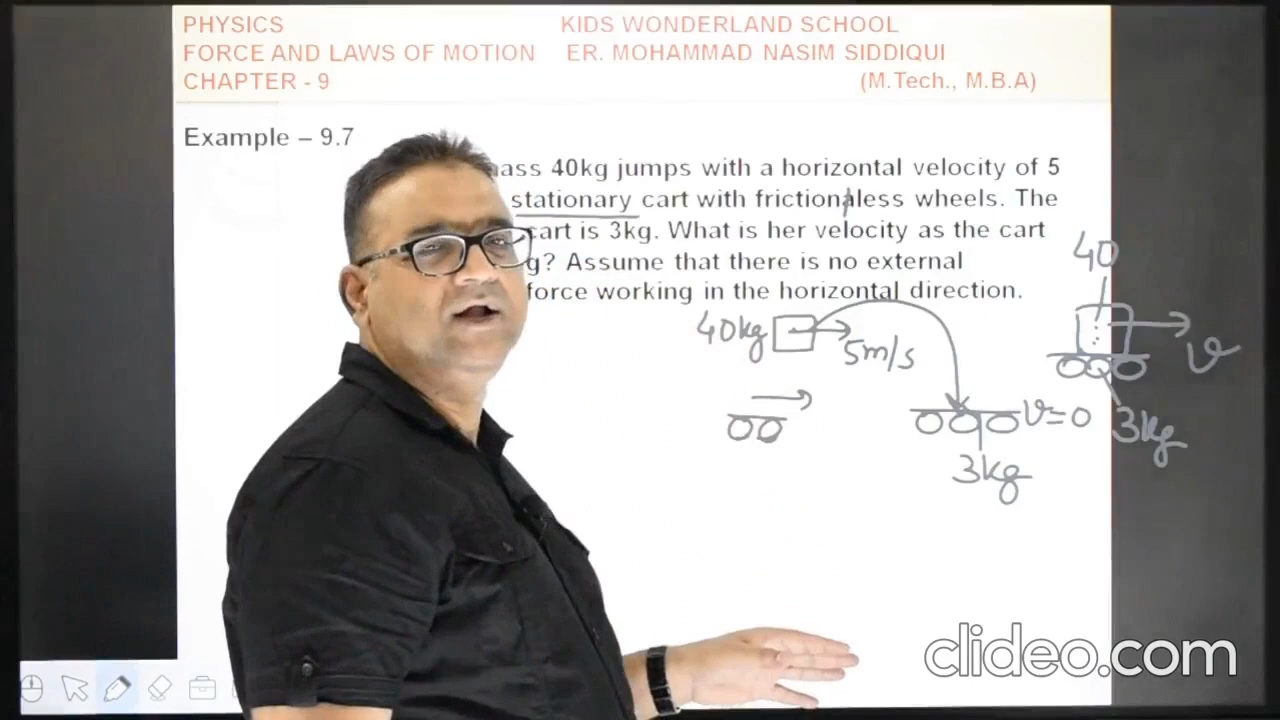 PHYSICS KIDS WONDERLAND SCHOOL
FORCE AND LAWS OF MOTION ER. MOHAMMAD NASIM SIDDIQUI
CHAPTER - 9 (M.Tech., M.B.A)
Example – 9.7
40kg jumps with a horizontal velocity of 5
stationary cart with frictionless wheels. The
cart is 3kg. What is her velocity as the cart
Assume that there is no external
force working in the horizontal direction.
40
40kg
5m/s
v
v=0
3kg
3kg
clideo.com